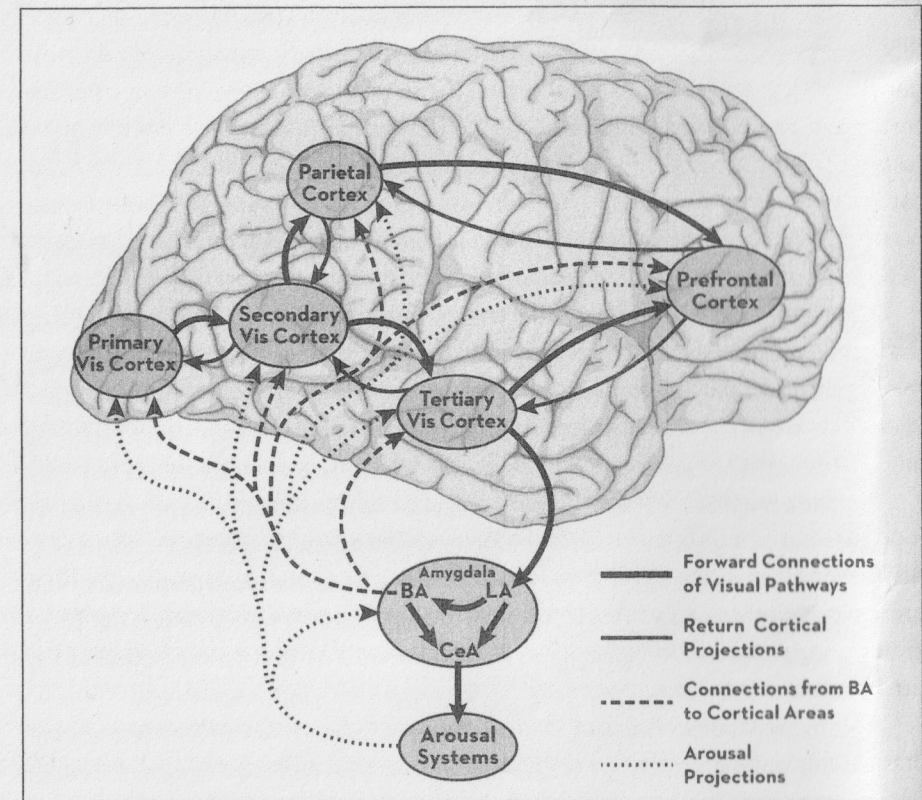 Parietal
Cortex
Prefrontal
Cortex
Secondary
Vis Cortex
Primary
Vis Cortex
Tertiary
Vis Cortex
Amygdala
BA LA
CeA
Arousal
Systems
Forward Connections
of Visual Pathways
Return Cortical
Projections
Connections from BA
to Cortical Areas
Arousal
Projections